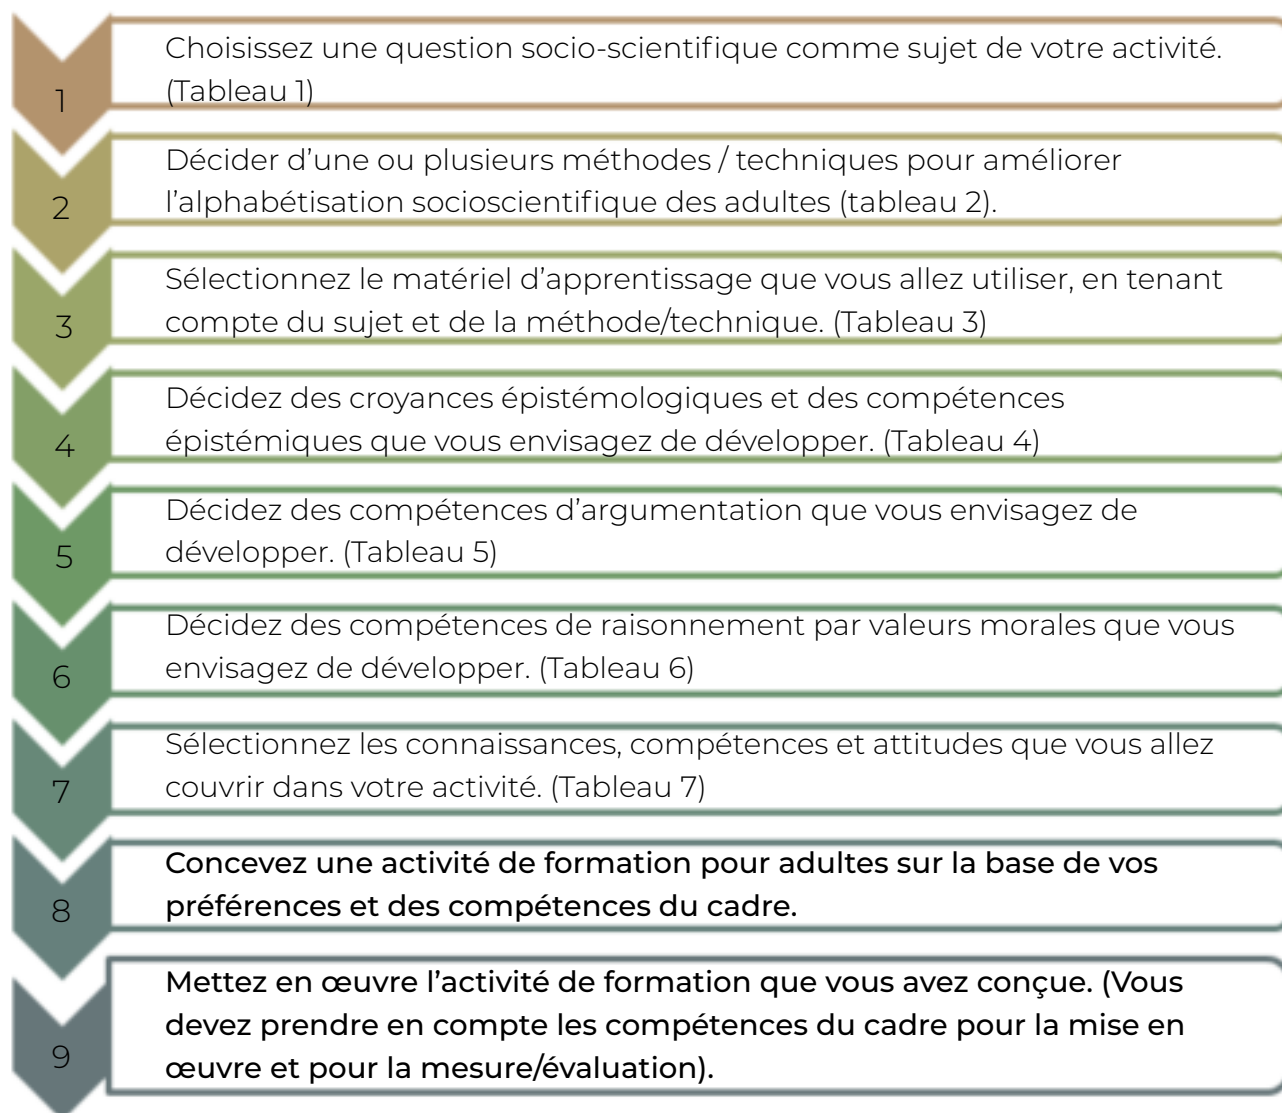 1
Choisissez une question socio-scientifique comme sujet de votre activité.
(Tableau 1)
2
Décider d’une ou plusieurs méthodes / techniques pour améliorer
l’alphabétisation socioscientifique des adultes (tableau 2).
3
Sélectionnez le matériel d’apprentissage que vous allez utiliser, en tenant
compte du sujet et de la méthode/technique. (Tableau 3)
4
Décidez des croyances épistémologiques et des compétences
épistémiques que vous envisagez de développer. (Tableau 4)
5
Décidez des compétences d’argumentation que vous envisagez de
développer. (Tableau 5)
6
Décidez des compétences de raisonnement par valeurs morales que vous
envisagez de développer. (Tableau 6)
7
Sélectionnez les connaissances, compétences et attitudes que vous allez
couvrir dans votre activité. (Tableau 7)
8
Concevez une activité de formation pour adultes sur la base de vos
préférences et des compétences du cadre.
9
Mettez en œuvre l’activité de formation que vous avez conçue. (Vous
devez prendre en compte les compétences du cadre pour la mise en
œuvre et pour la mesure/évaluation).